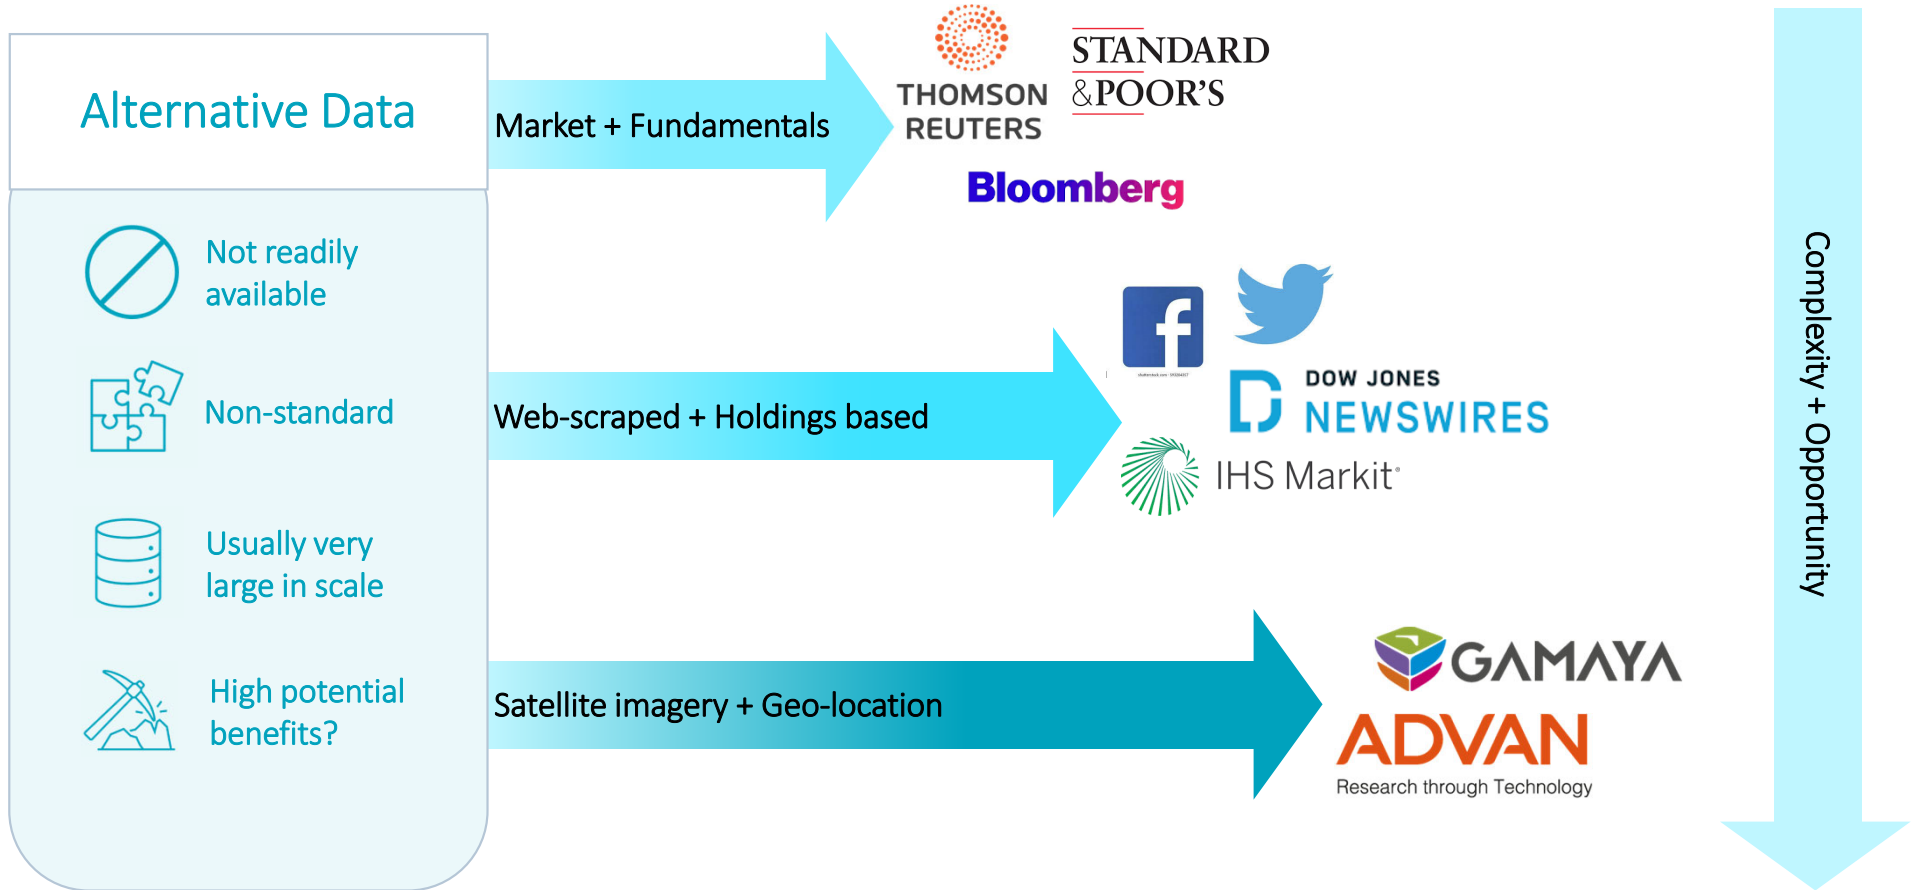 Alternative Data
Not readily
available
Non-standard
Usually very
large in scale
High potential
benefits?
Market + Fundamentals
THOMSON
REUTERS
STANDARD
&POOR'S
Bloomberg
Web-scraped + Holdings based
f
DOW JONES
NEWSWIRES
IHS Markit
Satellite imagery + Geo-location
GAMAYA
ADVAN
Research through Technology
Complexity + Opportunity